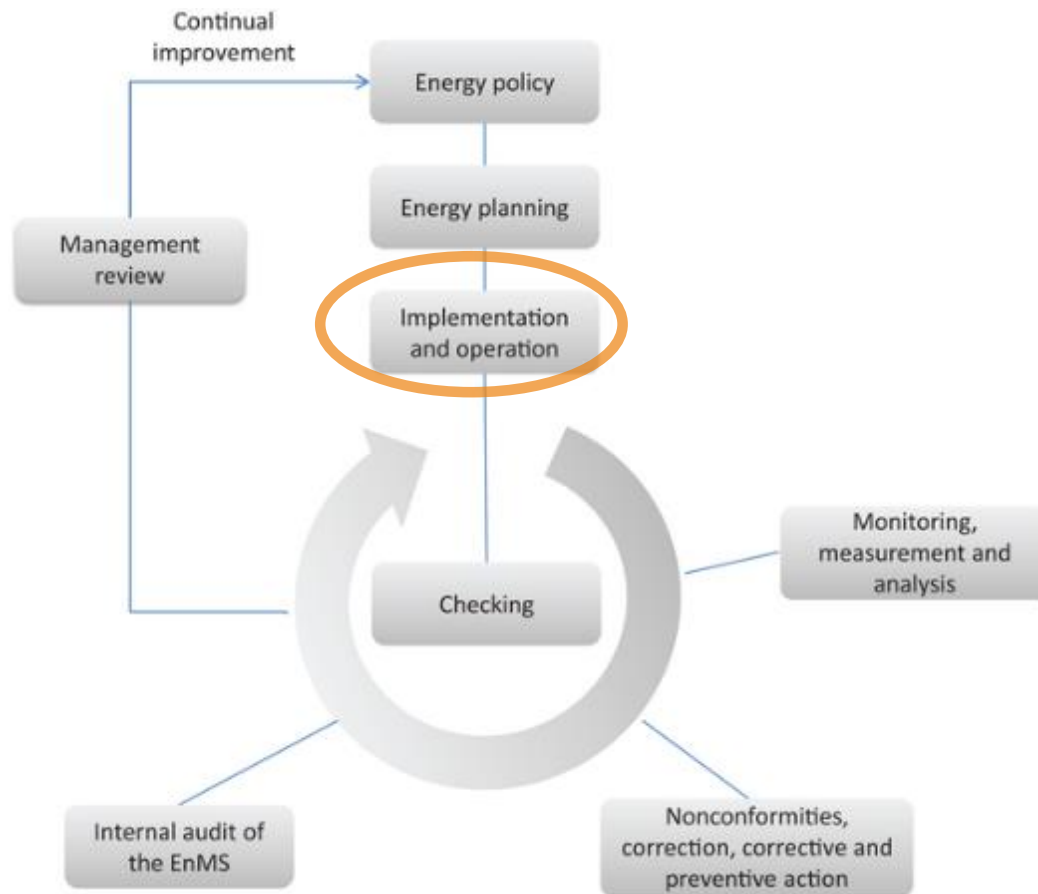 Continual
improvement
Energy policy
Energy planning
Management
review
Implementation
and operation
Monitoring,
measurement and
analysis
Checking
Internal audit of
the EnMS
Nonconformities,
correction, corrective and
preventive action